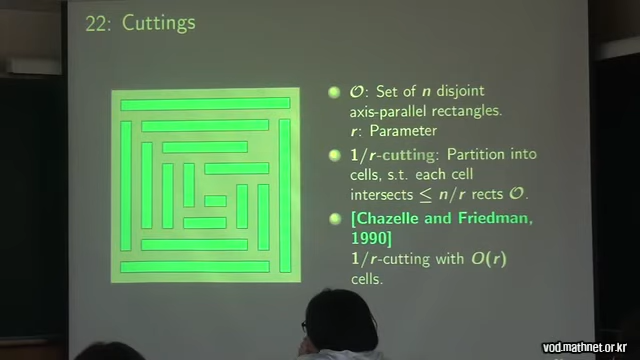 22: Cuttings
O: Set of n disjoint
axis-parallel rectangles.
r: Parameter
1/r-cutting: Partition into
cells, s.t. each cell
intersects ≤ n/r rects O.
[Chazelle and Friedman,
1990]
1/r-cutting with O(r)
cells.
vod.mathnet.or.kr